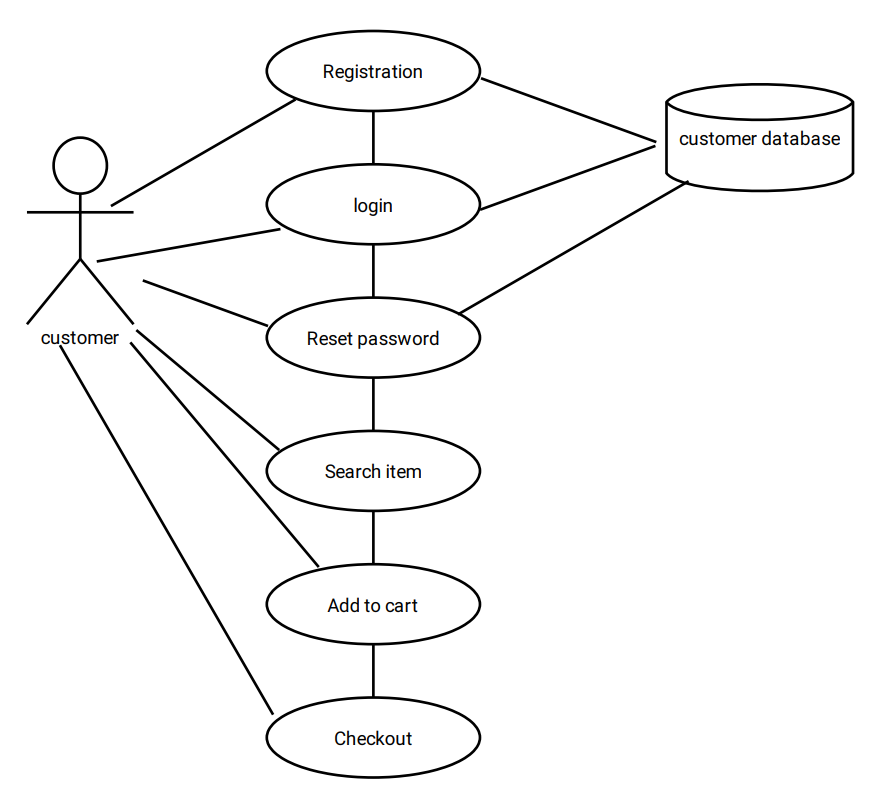 Registration
customer database
login
Reset password
customer
Search item
Add to cart
Checkout